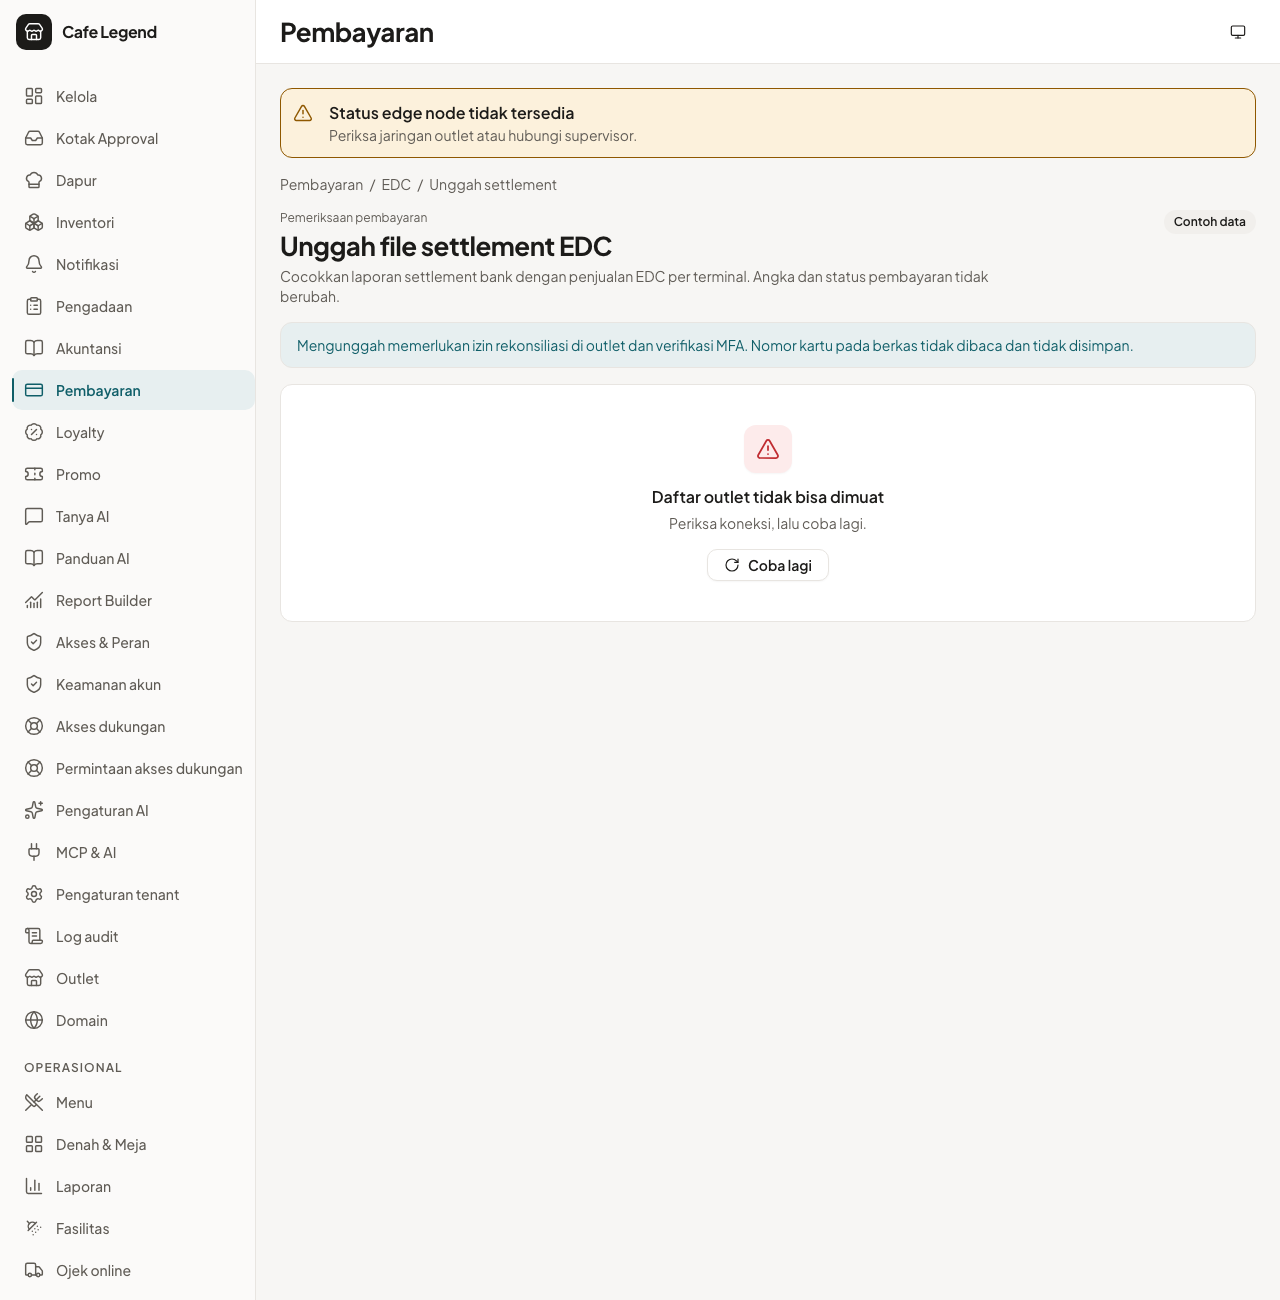 Cafe Legend
Kelola
Kotak Approval
Dapur
Inventori
Notifikasi
Pengadaan
Akuntansi
Pembayaran
Loyalty
Promo
Tanya AI
Panduan AI
Report Builder
Akses & Peran
Keamanan akun
Akses dukungan
Permintaan akses dukungan
Pengaturan AI
MCP & AI
Pengaturan tenant
Log audit
Outlet
Domain
OPERASIONAL
Menu
Denah & Meja
Laporan
Fasilitas
Ojek online
Pembayaran
Status edge node tidak tersedia
Periksa jaringan outlet atau hubungi supervisor.
Pembayaran / EDC / Unggah settlement
Pemeriksaan pembayaran
Contoh data
Unggah file settlement EDC
Cocokkan laporan settlement bank dengan penjualan EDC per terminal. Angka dan status pembayaran tidak
berubah.
Mengunggah memerlukan izin rekonsiliasi di outlet dan verifikasi MFA. Nomor kartu pada berkas tidak dibaca dan tidak disimpan.
Daftar outlet tidak bisa dimuat
Periksa koneksi, lalu coba lagi.
Coba lagi